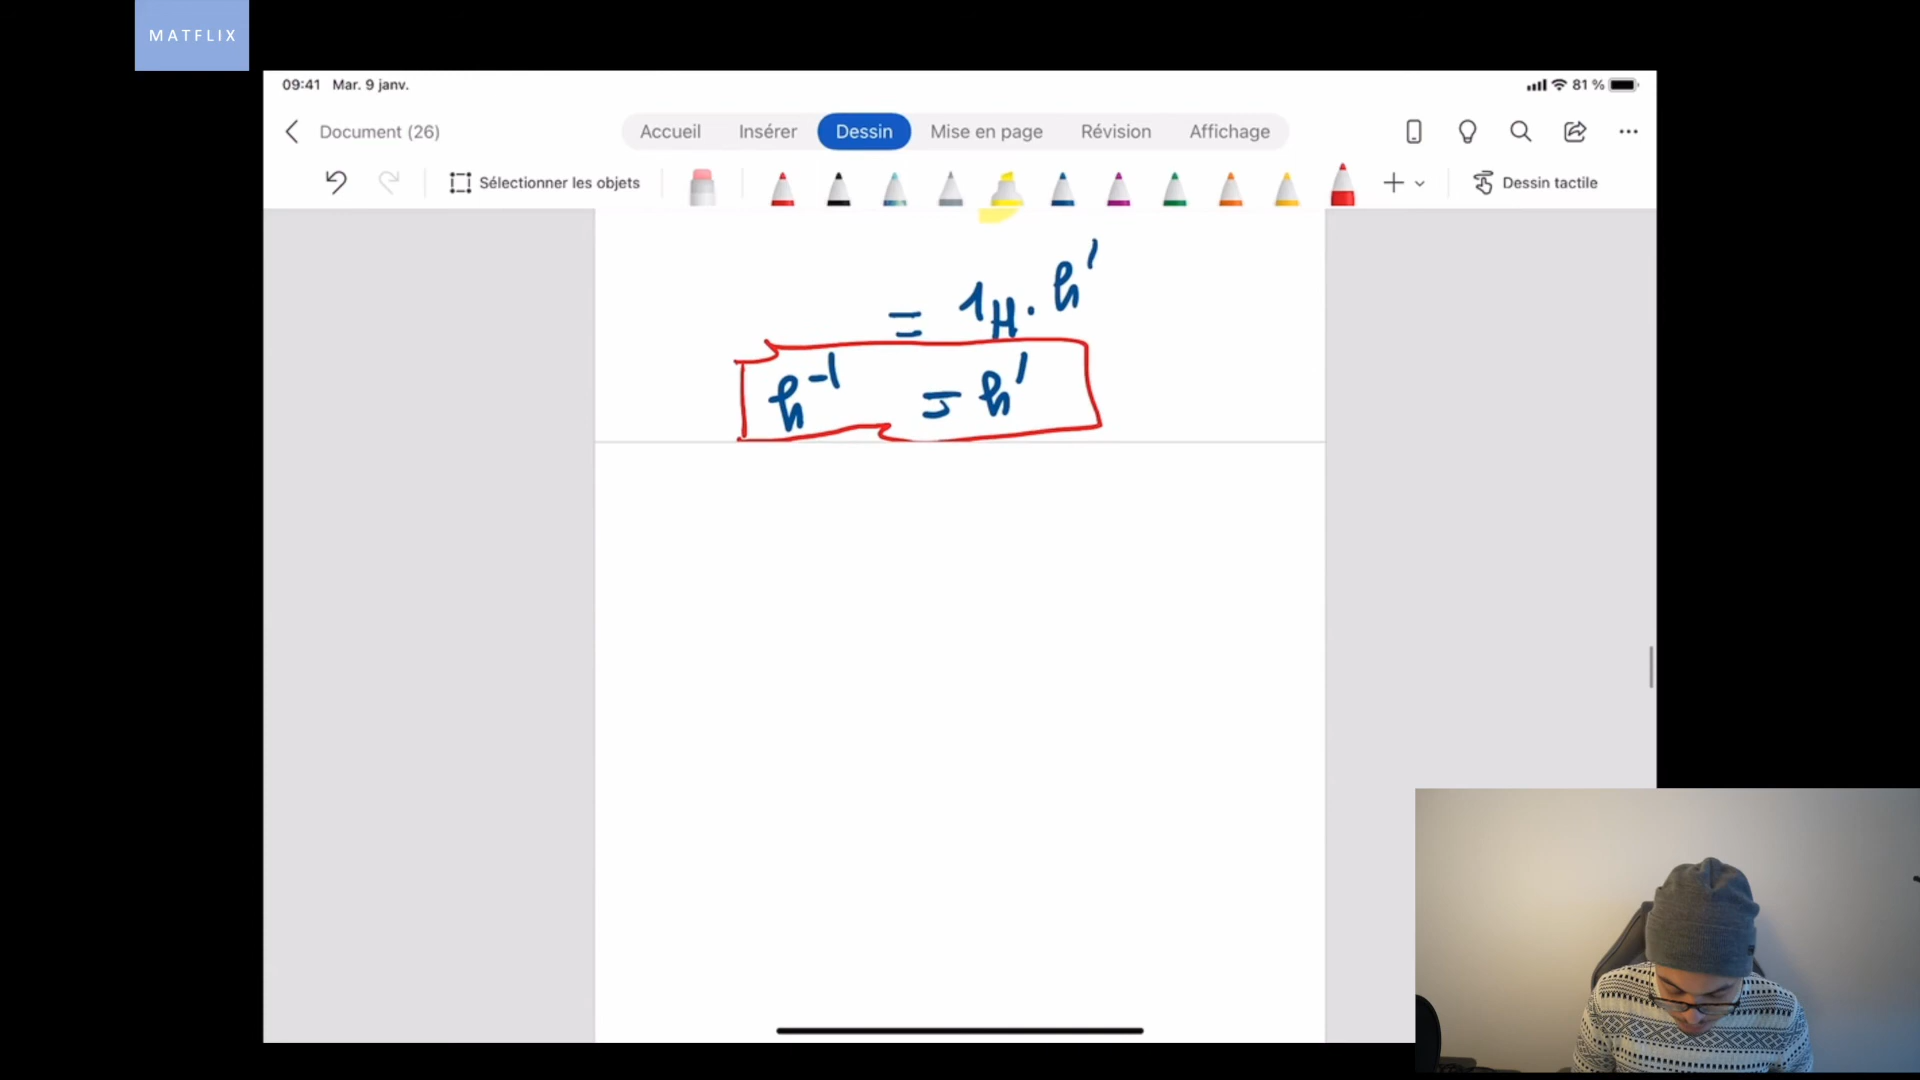 MATFLIX
09:41 Mar. 9 janv. 81 %
Document (26) Accueil Insérer Dessin Mise en page Révision Affichage
Sélectionner les objets Dessin tactile
= 1H . h'
h⁻¹ = h'